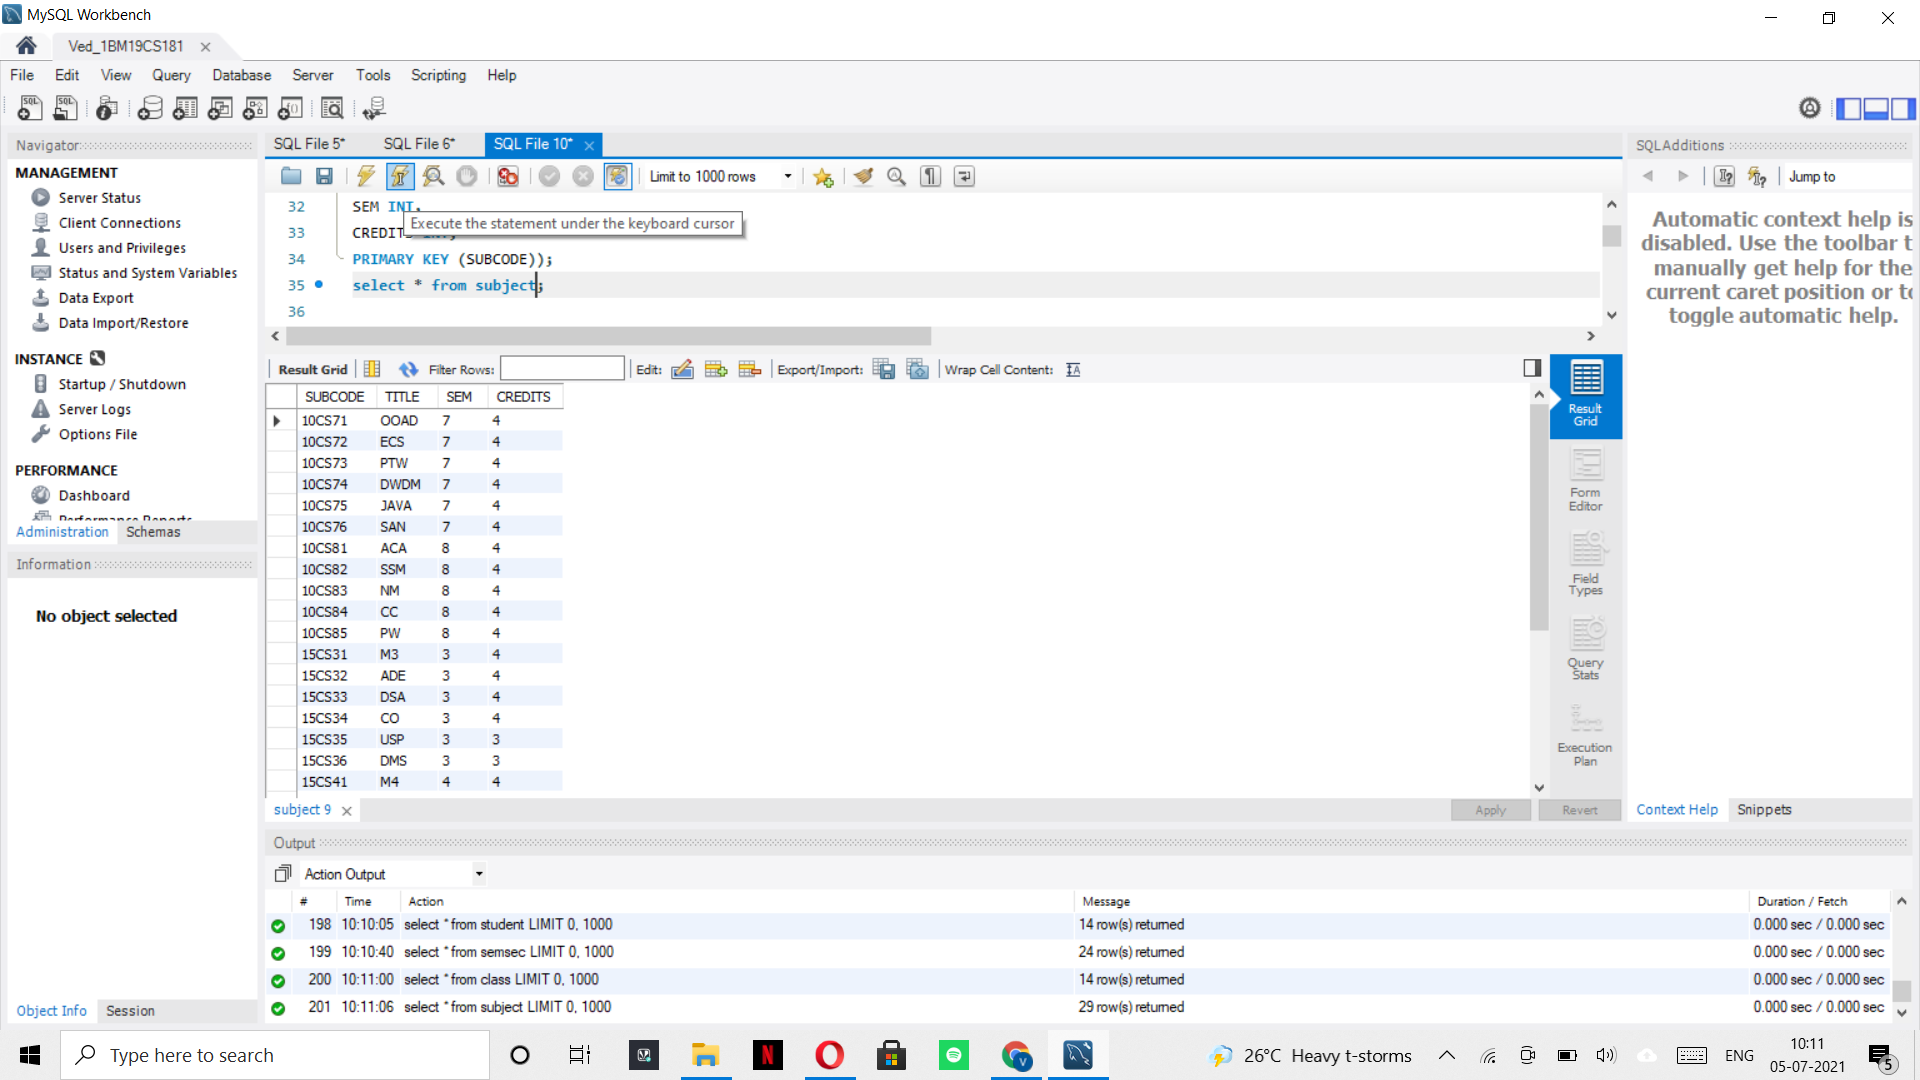 MySQL Workbench
Ved_1BM19CS181
File Edit View Query Database Server Tools Scripting Help
Navigator
MANAGEMENT
Server Status
Client Connections
Users and Privileges
Status and System Variables
Data Export
Data Import/Restore
INSTANCE
Startup / Shutdown
Server Logs
Options File
PERFORMANCE
Dashboard
Performance Reports
Administration Schemas
Information
No object selected
Object Info Session
SQL File 5* SQL File 6* SQL File 10*
Limit to 1000 rows
32 SEM INT,
Execute the statement under the keyboard cursor
33 CREDITS INT,
34 PRIMARY KEY (SUBCODE));
35 select * from subject;
36
Result Grid Filter Rows: Edit: Export/Import: Wrap Cell Content:
SUBCODE TITLE SEM CREDITS
10CS71 OOAD 7 4
10CS72 ECS 7 4
10CS73 PTW 7 4
10CS74 DWDM 7 4
10CS75 JAVA 7 4
10CS76 SAN 7 4
10CS81 ACA 8 4
10CS82 SSM 8 4
10CS83 NM 8 4
10CS84 CC 8 4
10CS85 PW 8 4
15CS31 M3 3 4
15CS32 ADE 3 4
15CS33 DSA 3 4
15CS34 CO 3 4
15CS35 USP 3 3
15CS36 DMS 3 3
15CS41 M4 4 4
subject 9
Apply Revert
Result
Grid
Form
Editor
Field
Types
Query
Stats
Execution
Plan
SQLAdditions
Jump to
Automatic context help is
disabled. Use the toolbar t
manually get help for the
current caret position or to
toggle automatic help.
Context Help Snippets
Output
Action Output
# Time Action Message Duration / Fetch
198 10:10:05 select * from student LIMIT 0, 1000 14 row(s) returned 0.000 sec / 0.000 sec
199 10:10:40 select * from semsec LIMIT 0, 1000 24 row(s) returned 0.000 sec / 0.000 sec
200 10:11:00 select * from class LIMIT 0, 1000 14 row(s) returned 0.000 sec / 0.000 sec
201 10:11:06 select * from subject LIMIT 0, 1000 29 row(s) returned 0.000 sec / 0.000 sec
Type here to search
26°C Heavy t-storms
ENG
10:11
05-07-2021
5